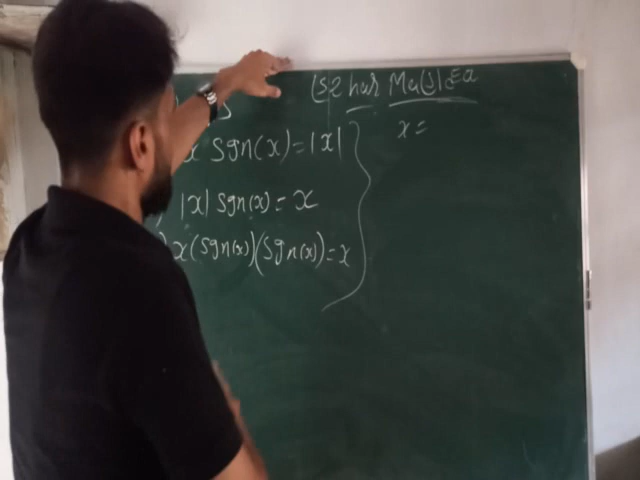 x =
x sgn(x) = |x|
|x| sgn(x) = x
x(sgn(x))(sgn(x)) = x